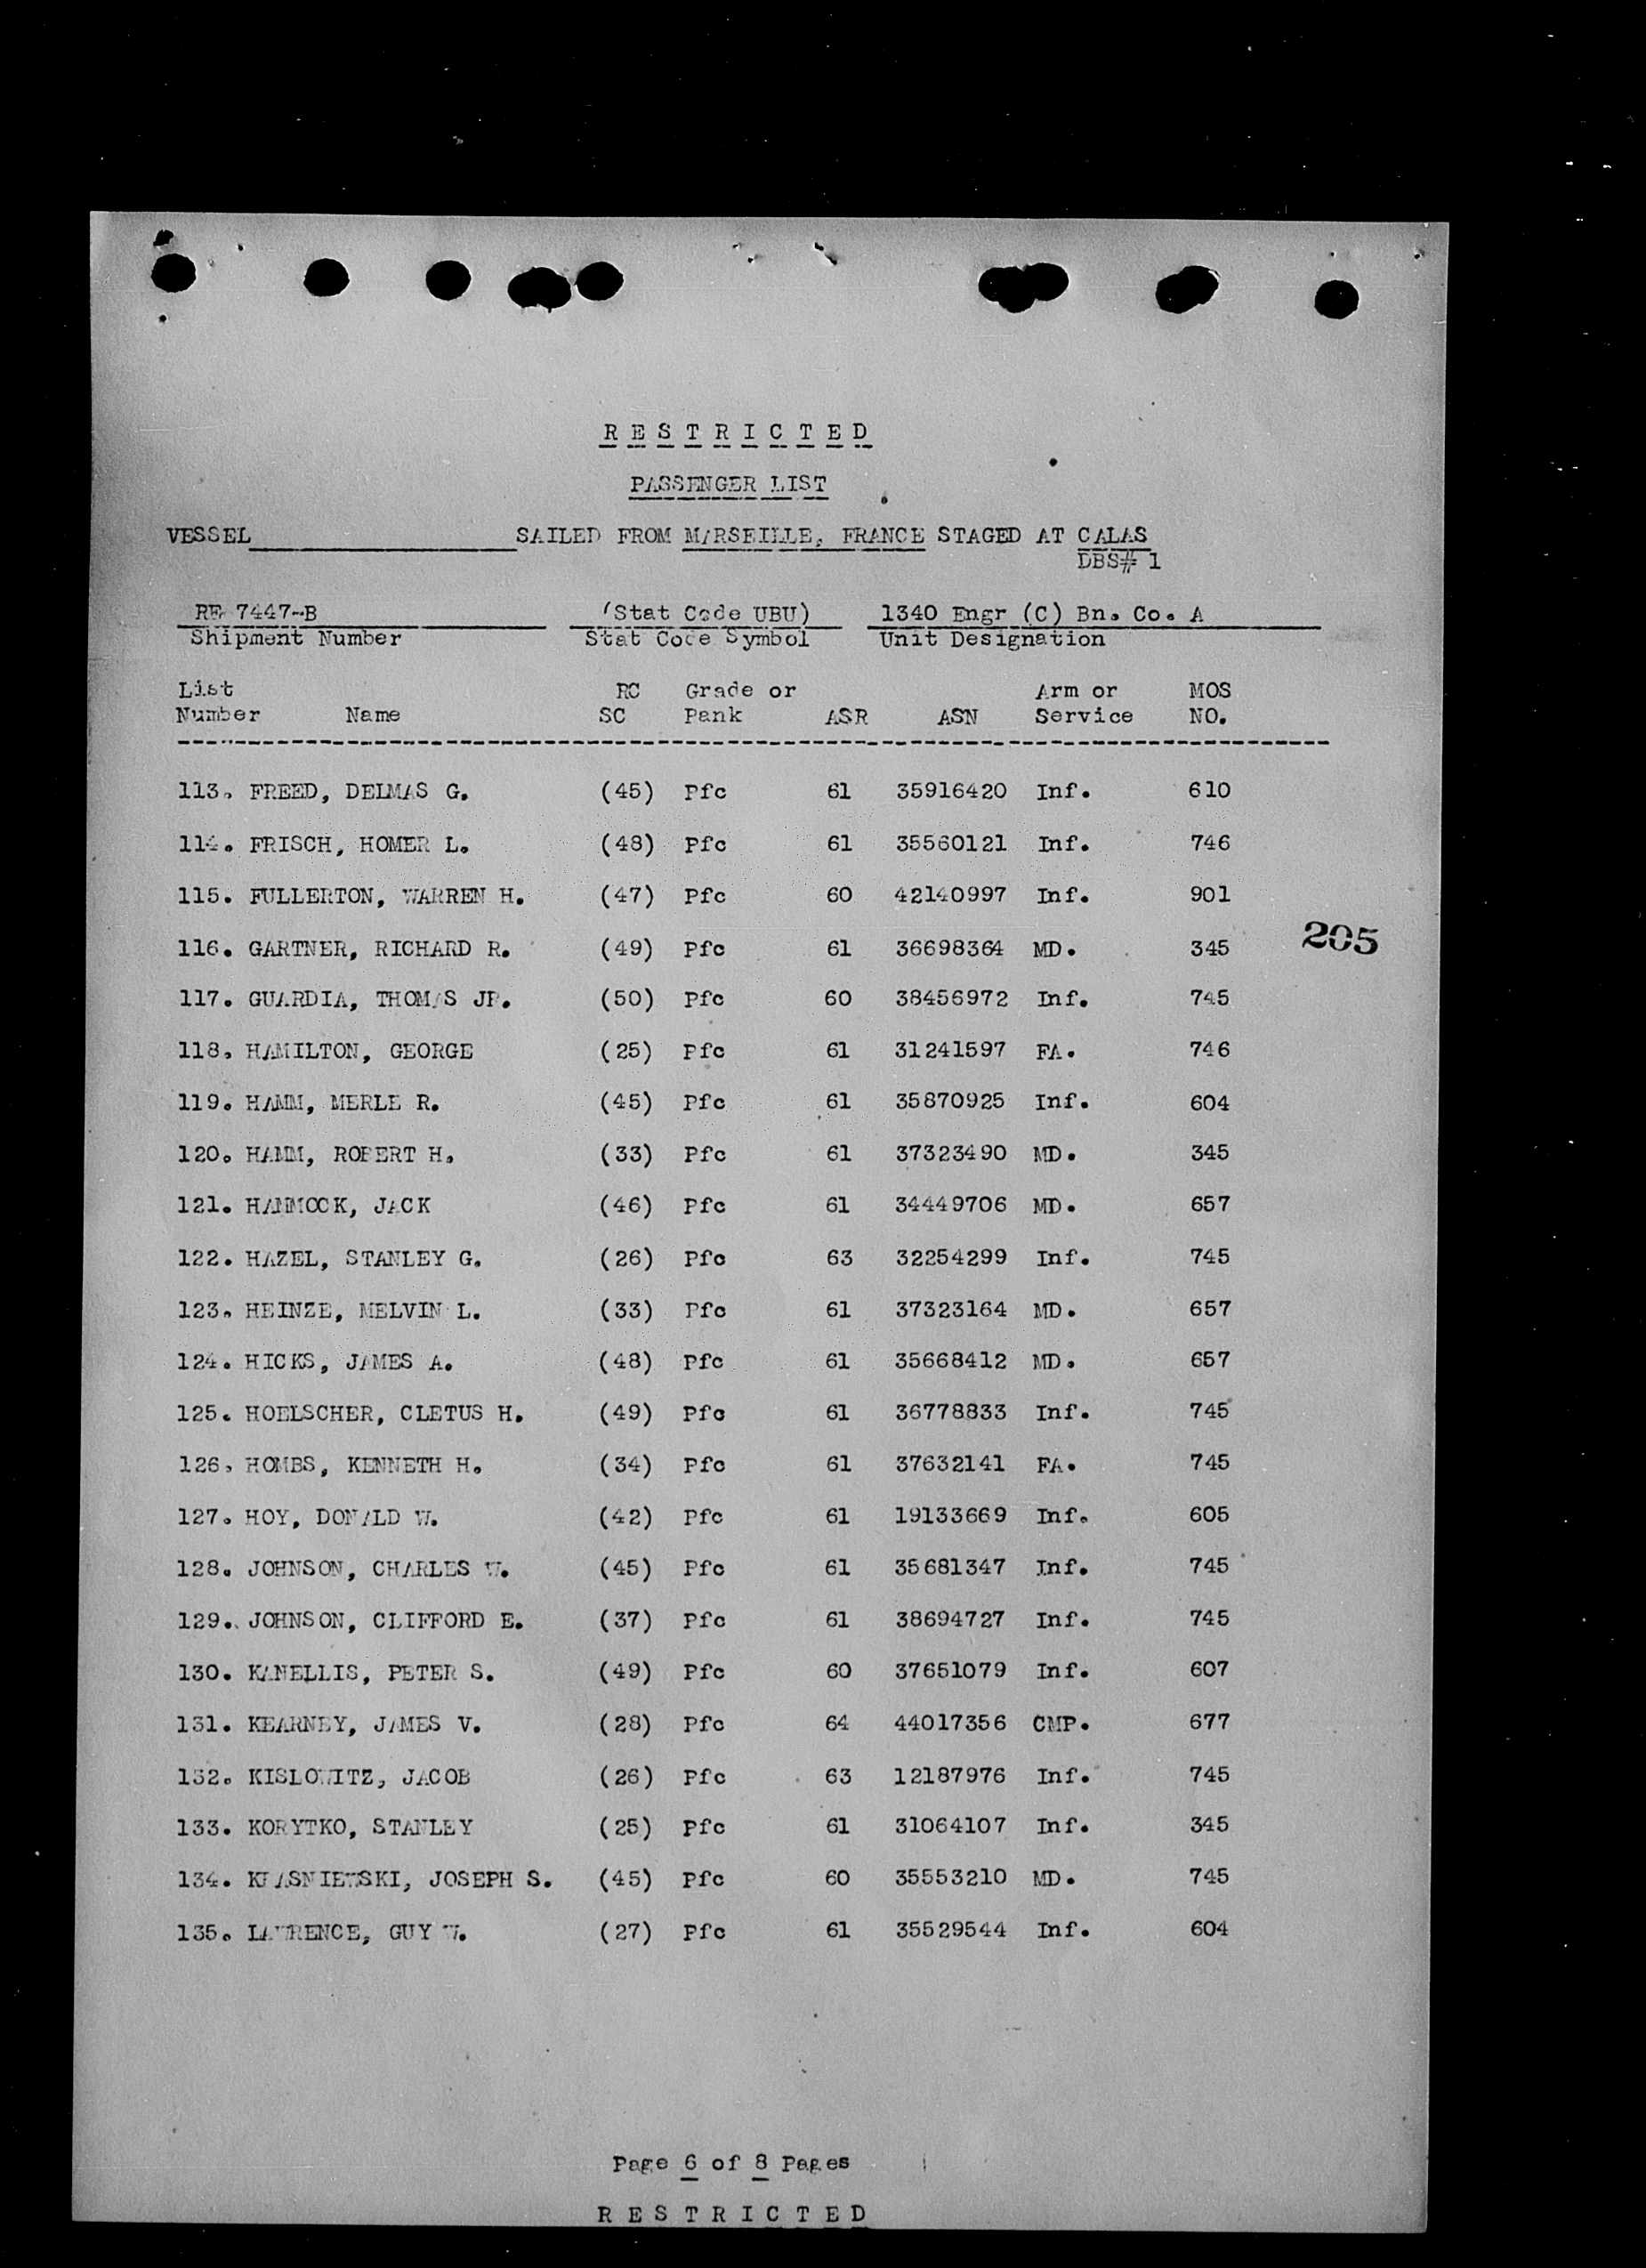 RESTRICTED
PASSENGER LIST
VESSEL SAILED FROM MARSEILLE, FRANCE STAGED AT CALAS
DBS# 1
RE 7447-B (Stat Code UBU) 1340 Engr (C) Bn. Co. A
Shipment Number Stat Code Symbol Unit Designation
List RC Grade or Arm or MOS
Number Name SC Rank ASR ASN Service NO.
113. FREED, DELMAS G. (45) Pfc 61 35916420 Inf. 610
114. FRISCH, HOMER L. (48) Pfc 61 35560121 Inf. 746
115. FULLERTON, WARREN H. (47) Pfc 60 42140997 Inf. 901
205
116. GARTNER, RICHARD R. (49) Pfc 61 36698364 MD. 345
117. GUARDIA, THOMAS JR. (50) Pfc 60 38456972 Inf. 745
118. HAMILTON, GEORGE (25) Pfc 61 31241597 FA. 746
119. HAMM, MERLE R. (45) Pfc 61 35870925 Inf. 604
120. HAMM, ROBERT H. (33) Pfc 61 37323490 MD. 345
121. HAMMOCK, JACK (46) Pfc 61 34449706 MD. 657
122. HAZEL, STANLEY G. (26) Pfc 63 32254299 Inf. 745
123. HEINZE, MELVIN L. (33) Pfc 61 37323164 MD. 657
124. HICKS, JAMES A. (48) Pfc 61 35668412 MD. 657
125. HOELSCHER, CLETUS H. (49) Pfc 61 36778833 Inf. 745
126. HOMBS, KENNETH H. (34) Pfc 61 37632141 FA. 745
127. HOY, DONALD W. (42) Pfc 61 19133669 Inf. 605
128. JOHNSON, CHARLES W. (45) Pfc 61 35681347 Inf. 745
129. JOHNSON, CLIFFORD E. (37) Pfc 61 38694727 Inf. 745
130. KANELLIS, PETER S. (49) Pfc 60 37651079 Inf. 607
131. KEARNEY, JAMES V. (28) Pfc 64 44017356 CMP. 677
132. KISLOWITZ, JACOB (26) Pfc 63 12187976 Inf. 745
133. KORYTKO, STANLEY (25) Pfc 61 31064107 Inf. 345
134. KRASNIEWSKI, JOSEPH S. (45) Pfc 60 35553210 MD. 745
135. LAWRENCE, GUY W. (27) Pfc 61 35529544 Inf. 604
Page 6 of 8 Pages
RESTRICTED